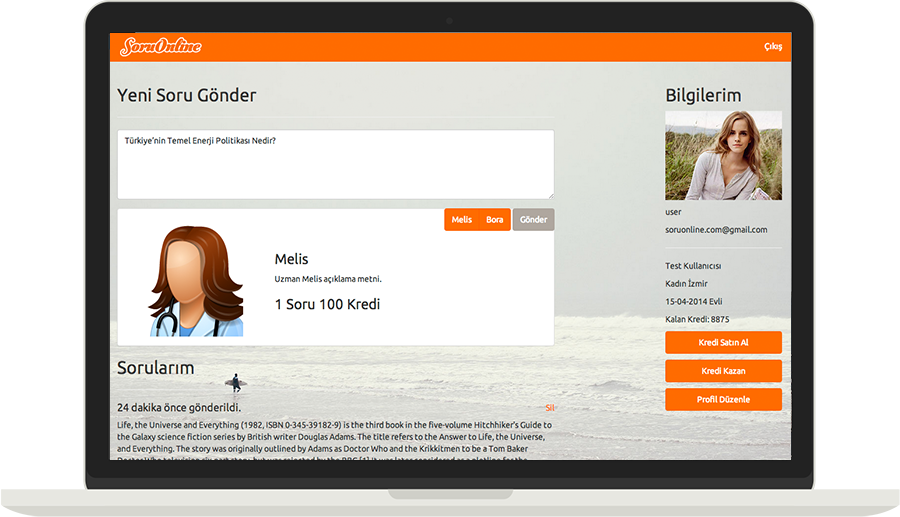 SoruOnline
Çıkış
Yeni Soru Gönder
Türkiye'nin Temel Enerji Politikası Nedir?
Melis
Bora
Gönder
Melis
Uzman Melis açıklama metni.
1 Soru 100 Kredi
Sorularım
24 dakika önce gönderildi.
Sil
Life, the Universe and Everything (1982, ISBN 0-345-39182-9) is the third book in the five-volume Hitchhiker's Guide to
the Galaxy science fiction series by British writer Douglas Adams. The title refers to the Answer to Life, the Universe,
and Everything. The story was originally outlined by Adams as Doctor Who and the Krikkitmen to be a Tom Baker
Bilgilerim
user
soruonline.com@gmail.com
Test Kullanıcısı
Kadın İzmir
15-04-2014 Evli
Kalan Kredi: 8875
Kredi Satın Al
Kredi Kazan
Profil Düzenle